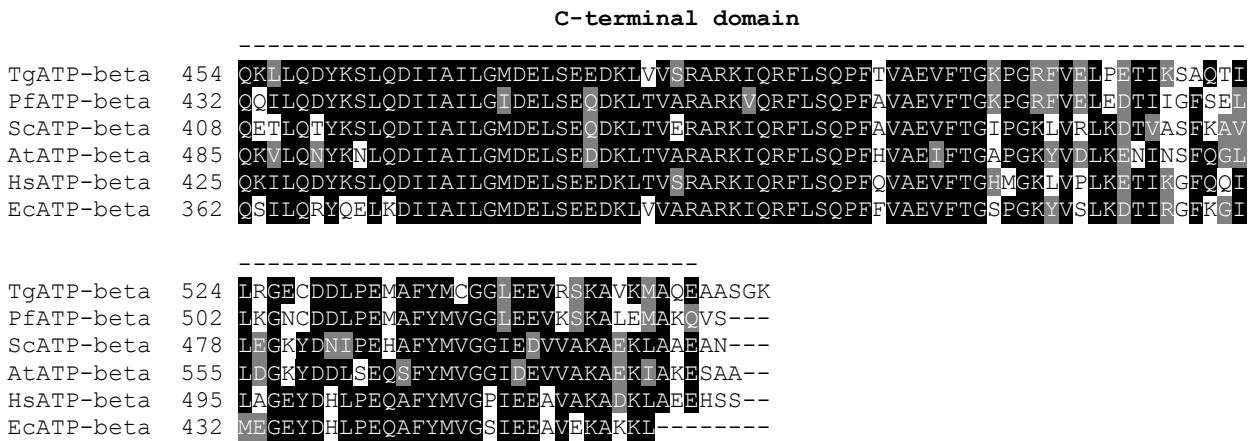 C-terminal domain
----------------------------------------------------------------------
TgATP-beta 454 QKLLQDYKSLQDIIAILGMDELSEEDKLVVSRARKIQRFLSQPFTVAEVFTGKPGRFVELPETIKSAQTI
PfATP-beta 432 QQILQDYKSLQDIIAILGIDELSEQDKLTVARARKVQRFLSQPFAVAEVFTGKPGRFVELEDTIIGFSEL
ScATP-beta 408 QETLQTYKSLQDIIAILGMDELSEQDKLTVERARKIQRFLSQPFAVAEVFTGIPGKLVRLKDTVASFKAV
AtATP-beta 485 QKVLQNYKNLQDIIAILGMDELSEDDKLTVARARKIQRFLSQPFHVAEIFTGAPGKYVDLKENINSFQGL
HsATP-beta 425 QKILQDYKSLQDIIAILGMDELSEEDKLTVSRARKIQRFLSQPFQVAEVFTGHMGKLVPLKETIKGFQQI
EcATP-beta 362 QSILQRYQELKDIIAILGMDELSEEDKLVVARARKIQRFLSQPFFVAEVFTGSPGKYVSLKDTIRGFKGI
--------------------------------
TgATP-beta 524 LRGECDDLPEMAFYMCGGLEEVRSKAVKMAQEAASGK
PfATP-beta 502 LKGNCDDLPEMAFYMVGGLEEVKSKALEMAKQVS---
ScATP-beta 478 LEGKYDNIPEHAFYMVGGIEDVVAKAEKLAAEAN---
AtATP-beta 555 LDGKYDDLSEQSFYMVGGIDEVVAKAEKIAKESAA--
HsATP-beta 495 LAGEYDHLPEQAFYMVGPIEEAVAKADKLAEEHSS--
EcATP-beta 432 MEGEYDHLPEQAFYMVGSIEEAVEKAKKL--------